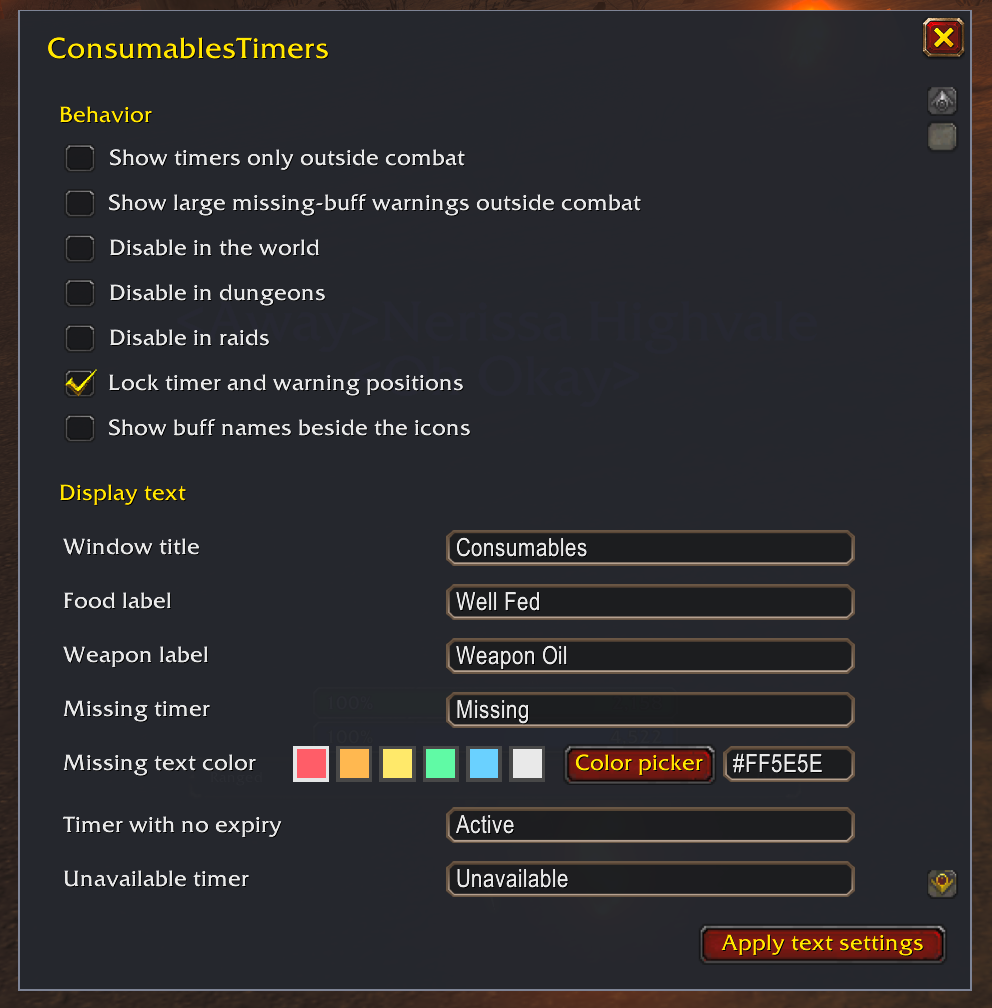 ConsumablesTimers
Behavior
Show timers only outside combat
Show large missing-buff warnings outside combat
Disable in the world
Disable in dungeons
<Away>Nerissa Highvale
Disable in raids
Lock timer and warning positions
Show buff names beside the icons
Display text
Window title Consumables
Food label Well Fed
Weapon label Weapon Oil
Missing timer Missing
Missing text color Color picker #FF5E5E
Timer with no expiry Active
Unavailable timer Unavailable
Apply text settings